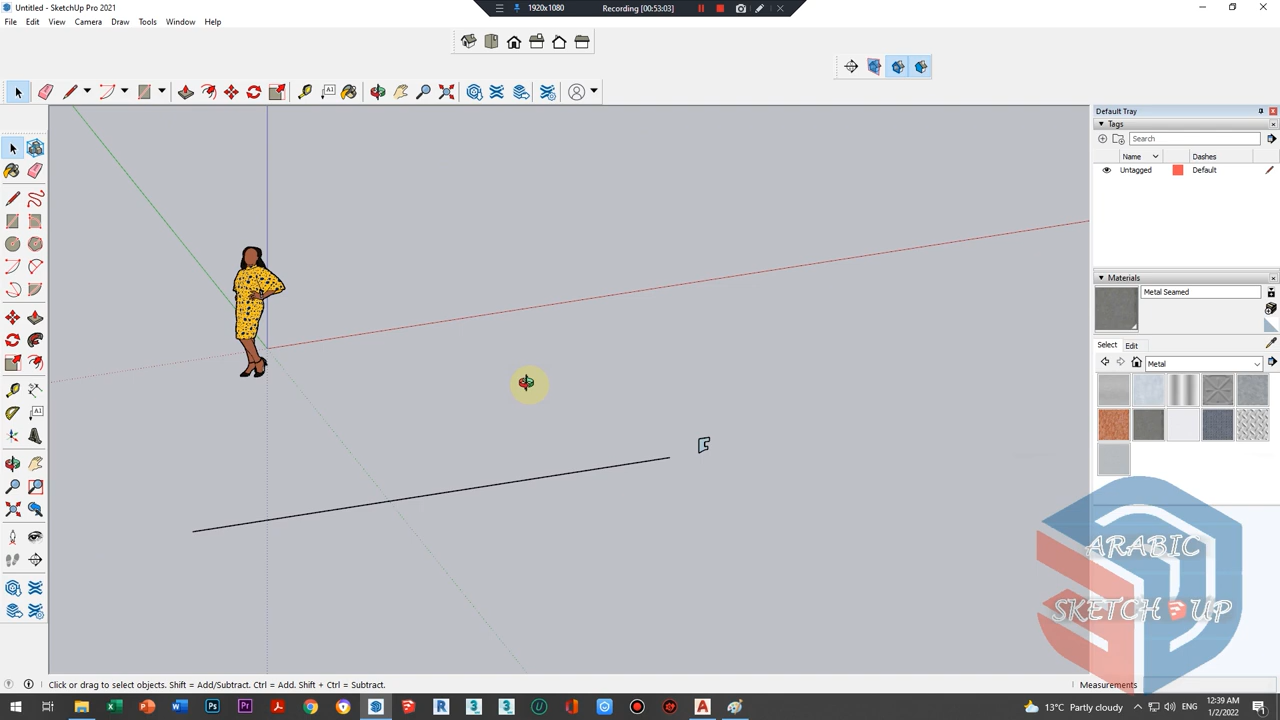 Untitled - SketchUp Pro 2021
1920x1080
Recording [00:53:03]
File Edit View Camera Draw Tools Window Help
Default Tray
Tags
Search
Name Dashes
Untagged Default
Materials
Metal Seamed
Select Edit
Metal
ARABIC
SKETCH UP
Click or drag to select objects. Shift = Add/Subtract. Ctrl = Add. Shift + Ctrl = Subtract.
Measurements
13°C Partly cloudy
12:39 AM
1/2/2022